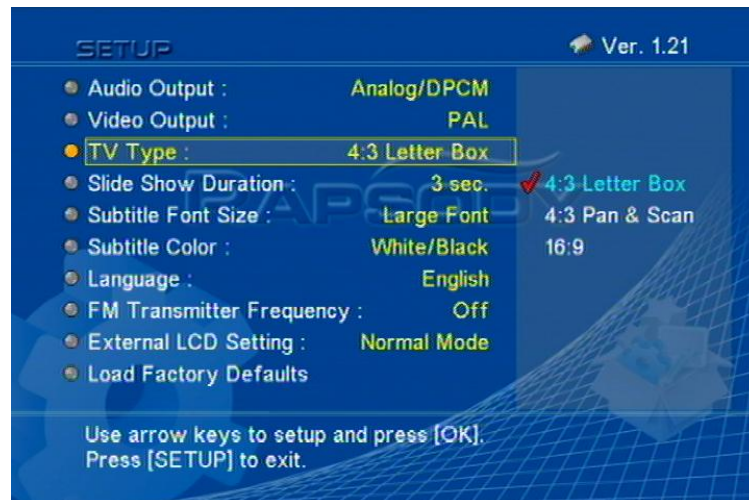 SETUP
Ver. 1.21
Audio Output : Analog/DPCM
Video Output : PAL
TV Type : 4:3 Letter Box
Slide Show Duration : 3 sec.
4:3 Letter Box
Subtitle Font Size : Large Font
4:3 Pan & Scan
Subtitle Color : White/Black
16:9
Language : English
FM Transmitter Frequency : Off
External LCD Setting : Normal Mode
Load Factory Defaults
RAPSODY
Use arrow keys to setup and press [OK].
Press [SETUP] to exit.